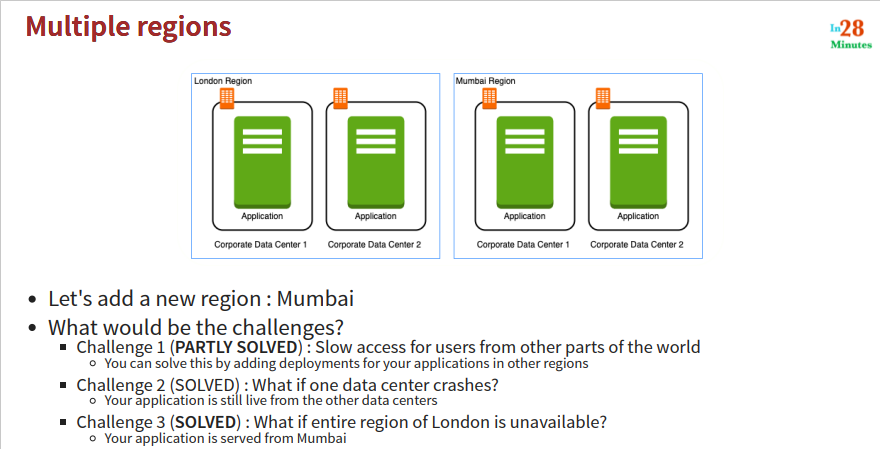 Multiple regions
In28
Minutes
London Region
Mumbai Region
Application
Application
Application
Application
Corporate Data Center 1
Corporate Data Center 2
Corporate Data Center 1
Corporate Data Center 2
Let's add a new region : Mumbai
What would be the challenges?
Challenge 1 (PARTLY SOLVED) : Slow access for users from other parts of the world
You can solve this by adding deployments for your applications in other regions
Challenge 2 (SOLVED) : What if one data center crashes?
Your application is still live from the other data centers
Challenge 3 (SOLVED) : What if entire region of London is unavailable?
Your application is served from Mumbai